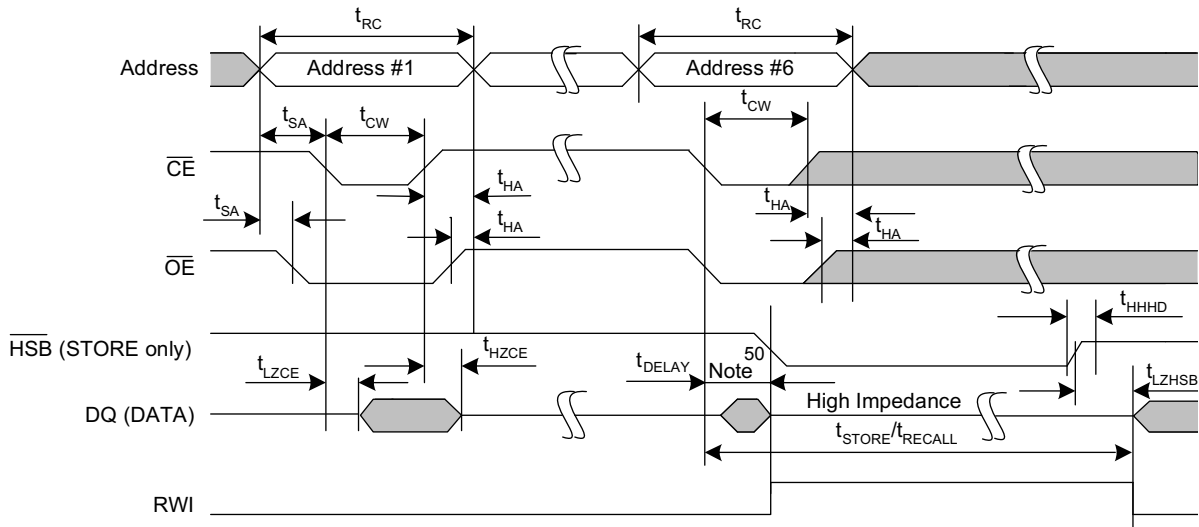 tRC tRC
Address Address #1 Address #6
tSA tCW tCW
CE
tHA tHA
tSA tHA tHA
OE
tHHHD
HSB (STORE only)
tLZCE tHZCE tDELAY Note 50 tLZHSB
DQ (DATA) High Impedance
tSTORE/tRECALL
RWI